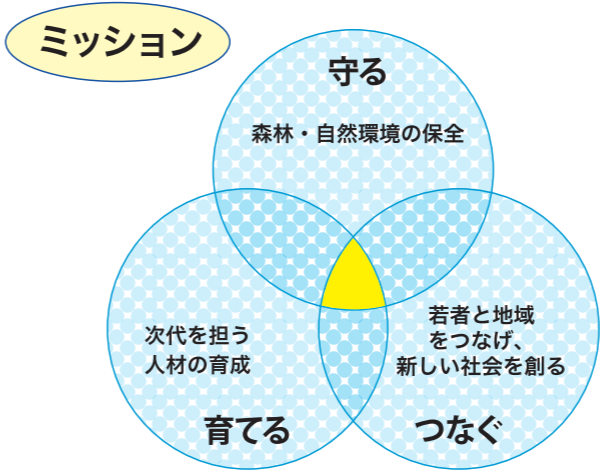 ミッション
守る
森林・自然環境の保全
次代を担う
人材の育成
育てる
若者と地域
をつなげ、
新しい社会を創る
つなぐ